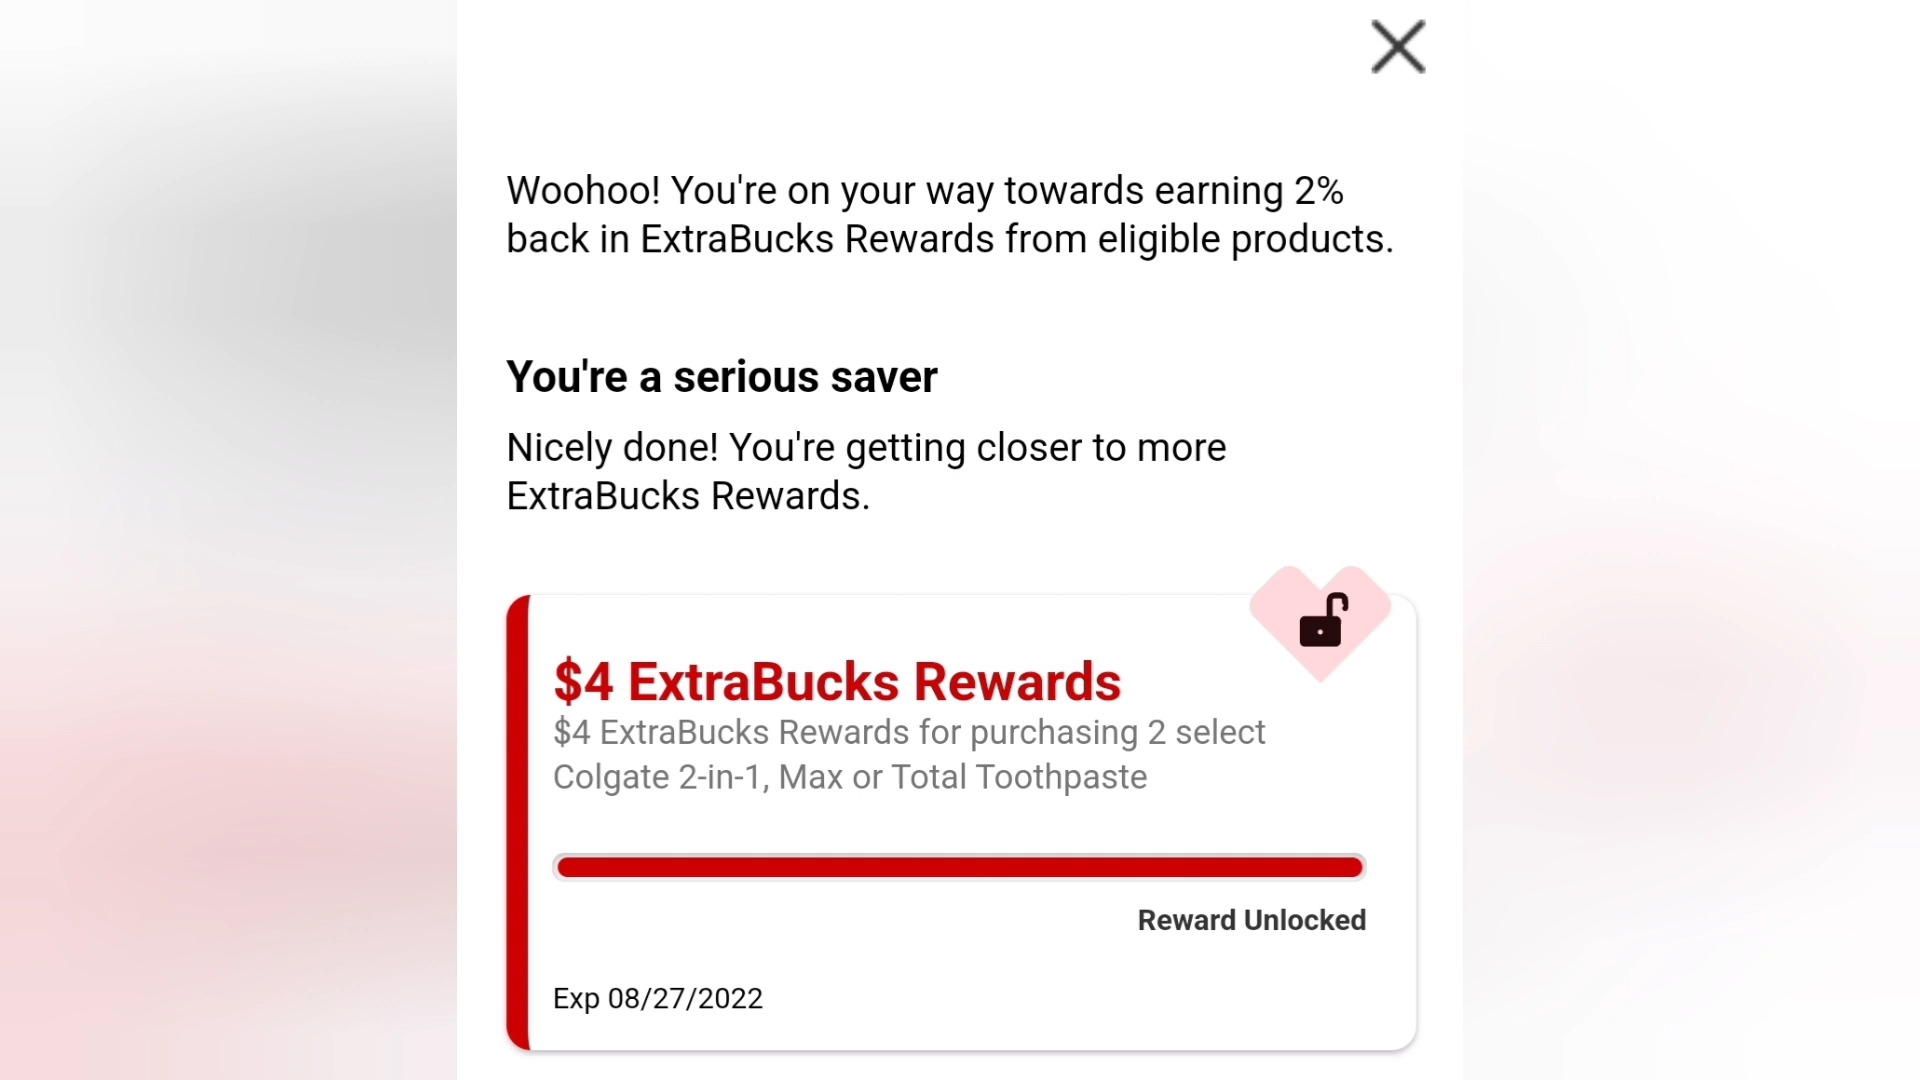 Woohoo! You're on your way towards earning 2%
back in ExtraBucks Rewards from eligible products.
You're a serious saver
Nicely done! You're getting closer to more
ExtraBucks Rewards.
$4 ExtraBucks Rewards
$4 ExtraBucks Rewards for purchasing 2 select
Colgate 2-in-1, Max or Total Toothpaste
Reward Unlocked
Exp 08/27/2022